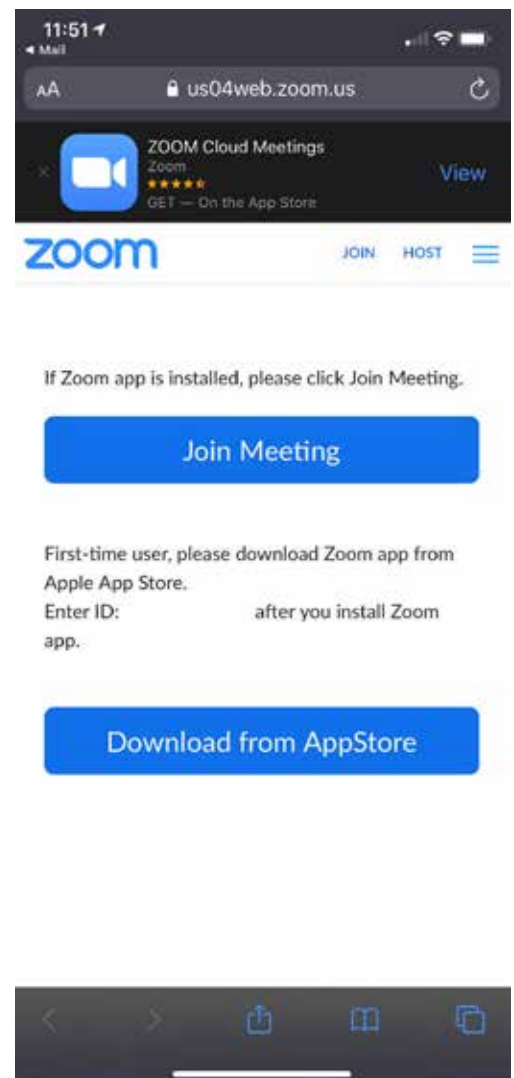 11:51
◀ Mail
AA us04web.zoom.us
ZOOM Cloud Meetings
Zoom
GET — On the App Store
View
zoom JOIN HOST
If Zoom app is installed, please click Join Meeting.
Join Meeting
First-time user, please download Zoom app from
Apple App Store.
Enter ID: after you install Zoom
app.
Download from AppStore